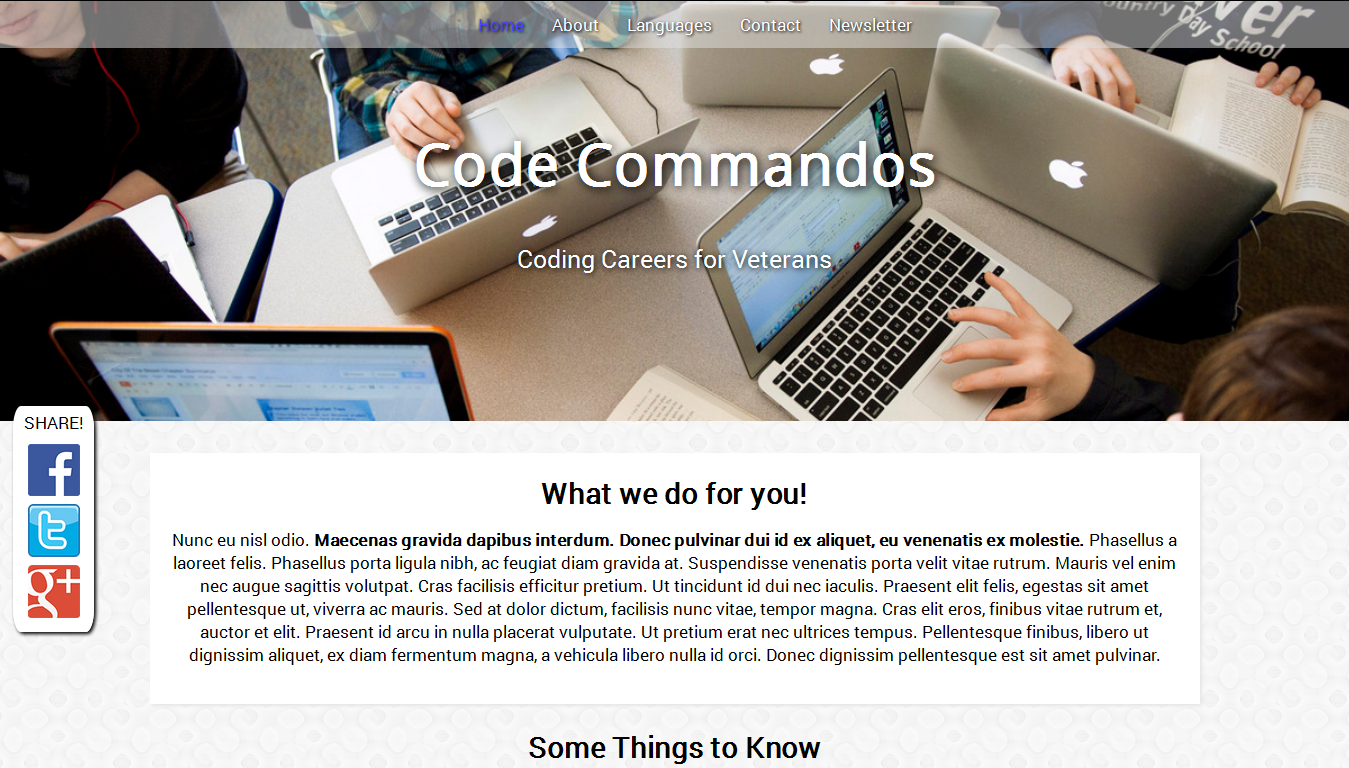 Home About Languages Contact Newsletter
ountry Day School
Code Commandos
Coding Careers for Veterans
SHARE!
What we do for you!
Nunc eu nisl odio. Maecenas gravida dapibus interdum. Donec pulvinar dui id ex aliquet, eu venenatis ex molestie. Phasellus a
laoreet felis. Phasellus porta ligula nibh, ac feugiat diam gravida at. Suspendisse venenatis porta velit vitae rutrum. Mauris vel enim
nec augue sagittis volutpat. Cras facilisis efficitur pretium. Ut tincidunt id dui nec iaculis. Praesent elit felis, egestas sit amet
pellentesque ut, viverra ac mauris. Sed at dolor dictum, facilisis nunc vitae, tempor magna. Cras elit eros, finibus vitae rutrum et,
auctor et elit. Praesent id arcu in nulla placerat vulputate. Ut pretium erat nec ultrices tempus. Pellentesque finibus, libero ut
dignissim aliquet, ex diam fermentum magna, a vehicula libero nulla id orci. Donec dignissim pellentesque est sit amet pulvinar.
Some Things to Know